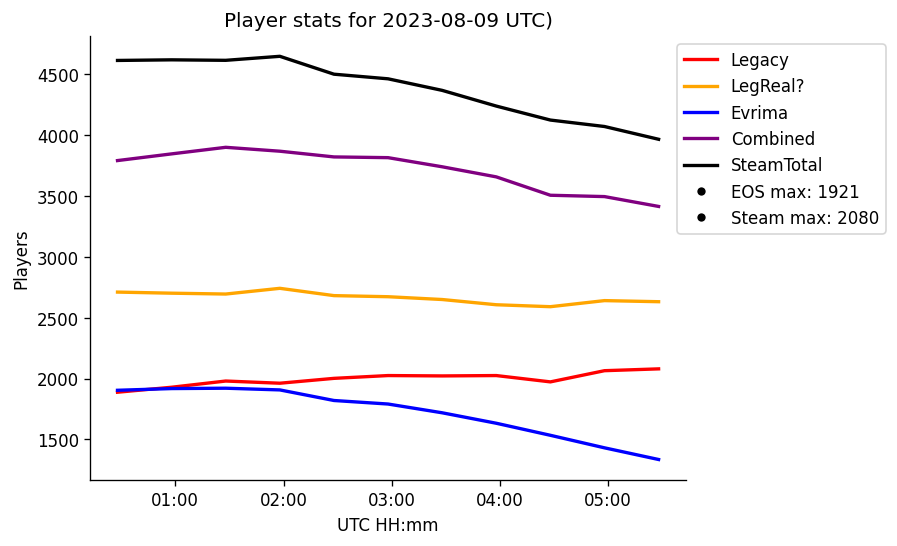 Player stats for 2023-08-09 UTC)
Legacy
LegReal?
Evrima
Combined
SteamTotal
EOS max: 1921
Steam max: 2080
Players
4500
4000
3500
3000
2500
2000
1500
01:00 02:00 03:00 04:00 05:00
UTC HH:mm